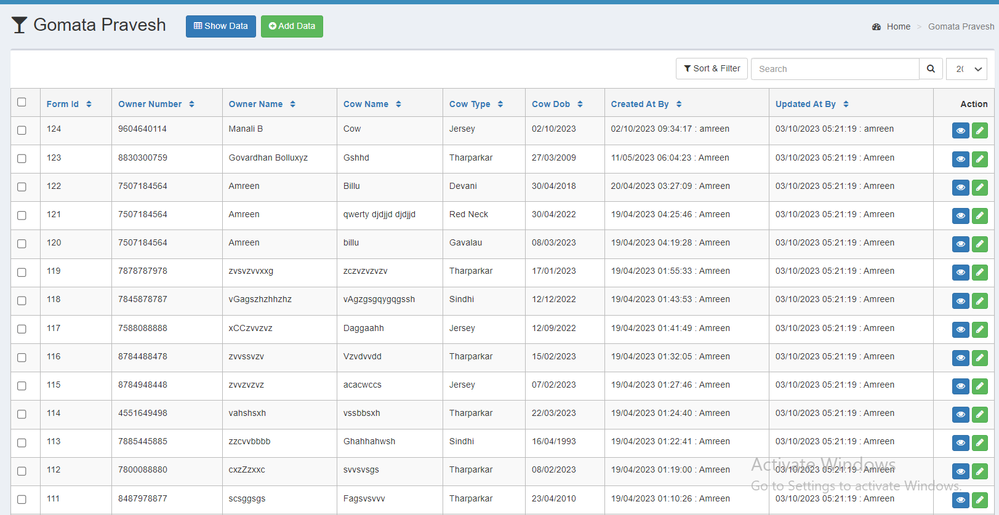 Gomata Pravesh Show Data Add Data Home > Gomata Pravesh
Sort & Filter Search 20
Form Id Owner Number Owner Name Cow Name Cow Type Cow Dob Created At By Updated At By Action
124 9604640114 Manali B Cow Jersey 02/10/2023 02/10/2023 09:34:17 : amreen 03/10/2023 05:21:19 : amreen
123 8830300759 Govardhan Bolluxyz Gshhd Tharparkar 27/03/2009 11/05/2023 06:04:23 : Amreen 03/10/2023 05:21:19 : Amreen
122 7507184564 Amreen Billu Devani 30/04/2018 20/04/2023 03:27:09 : Amreen 03/10/2023 05:21:19 : Amreen
121 7507184564 Amreen qwerty djdjjd djdjjd Red Neck 30/04/2022 19/04/2023 04:25:46 : Amreen 03/10/2023 05:21:19 : Amreen
120 7507184564 Amreen billu Gavalau 08/03/2023 19/04/2023 04:19:28 : Amreen 03/10/2023 05:21:19 : Amreen
119 7878787978 zvsvzvvxxg zczvzvzvzv Tharparkar 17/01/2023 19/04/2023 01:55:33 : Amreen 03/10/2023 05:21:19 : Amreen
118 7845878787 vGagszhzhhzhz vAgzgsgqygqgssh Sindhi 12/12/2022 19/04/2023 01:43:53 : Amreen 03/10/2023 05:21:19 : Amreen
117 7588088888 xCCzvvzvz Daggaahh Jersey 12/09/2022 19/04/2023 01:41:49 : Amreen 03/10/2023 05:21:19 : Amreen
116 8784488478 zvvssvzv Vzvdvvdd Tharparkar 15/02/2023 19/04/2023 01:32:05 : Amreen 03/10/2023 05:21:19 : Amreen
115 8784948448 zvvzvzvz acacwccs Jersey 07/02/2023 19/04/2023 01:27:46 : Amreen 03/10/2023 05:21:19 : Amreen
114 4551649498 vahshsxh vssbbsxh Tharparkar 22/03/2023 19/04/2023 01:24:40 : Amreen 03/10/2023 05:21:19 : Amreen
113 7885445885 zzcvvbbbb Ghahhahwsh Sindhi 16/04/1993 19/04/2023 01:22:41 : Amreen 03/10/2023 05:21:19 : Amreen
112 7800088880 cxzZzxxc svvsvsgs Tharparkar 08/02/2023 19/04/2023 01:19:00 : Amreen 03/10/2023 05:21:19 : Amreen
111 8487978877 scsggsgs Fagsvsvvv Tharparkar 23/04/2010 19/04/2023 01:10:26 : Amreen 03/10/2023 05:21:19 : Amreen
Activate Windows
Go to Settings to activate Windows.